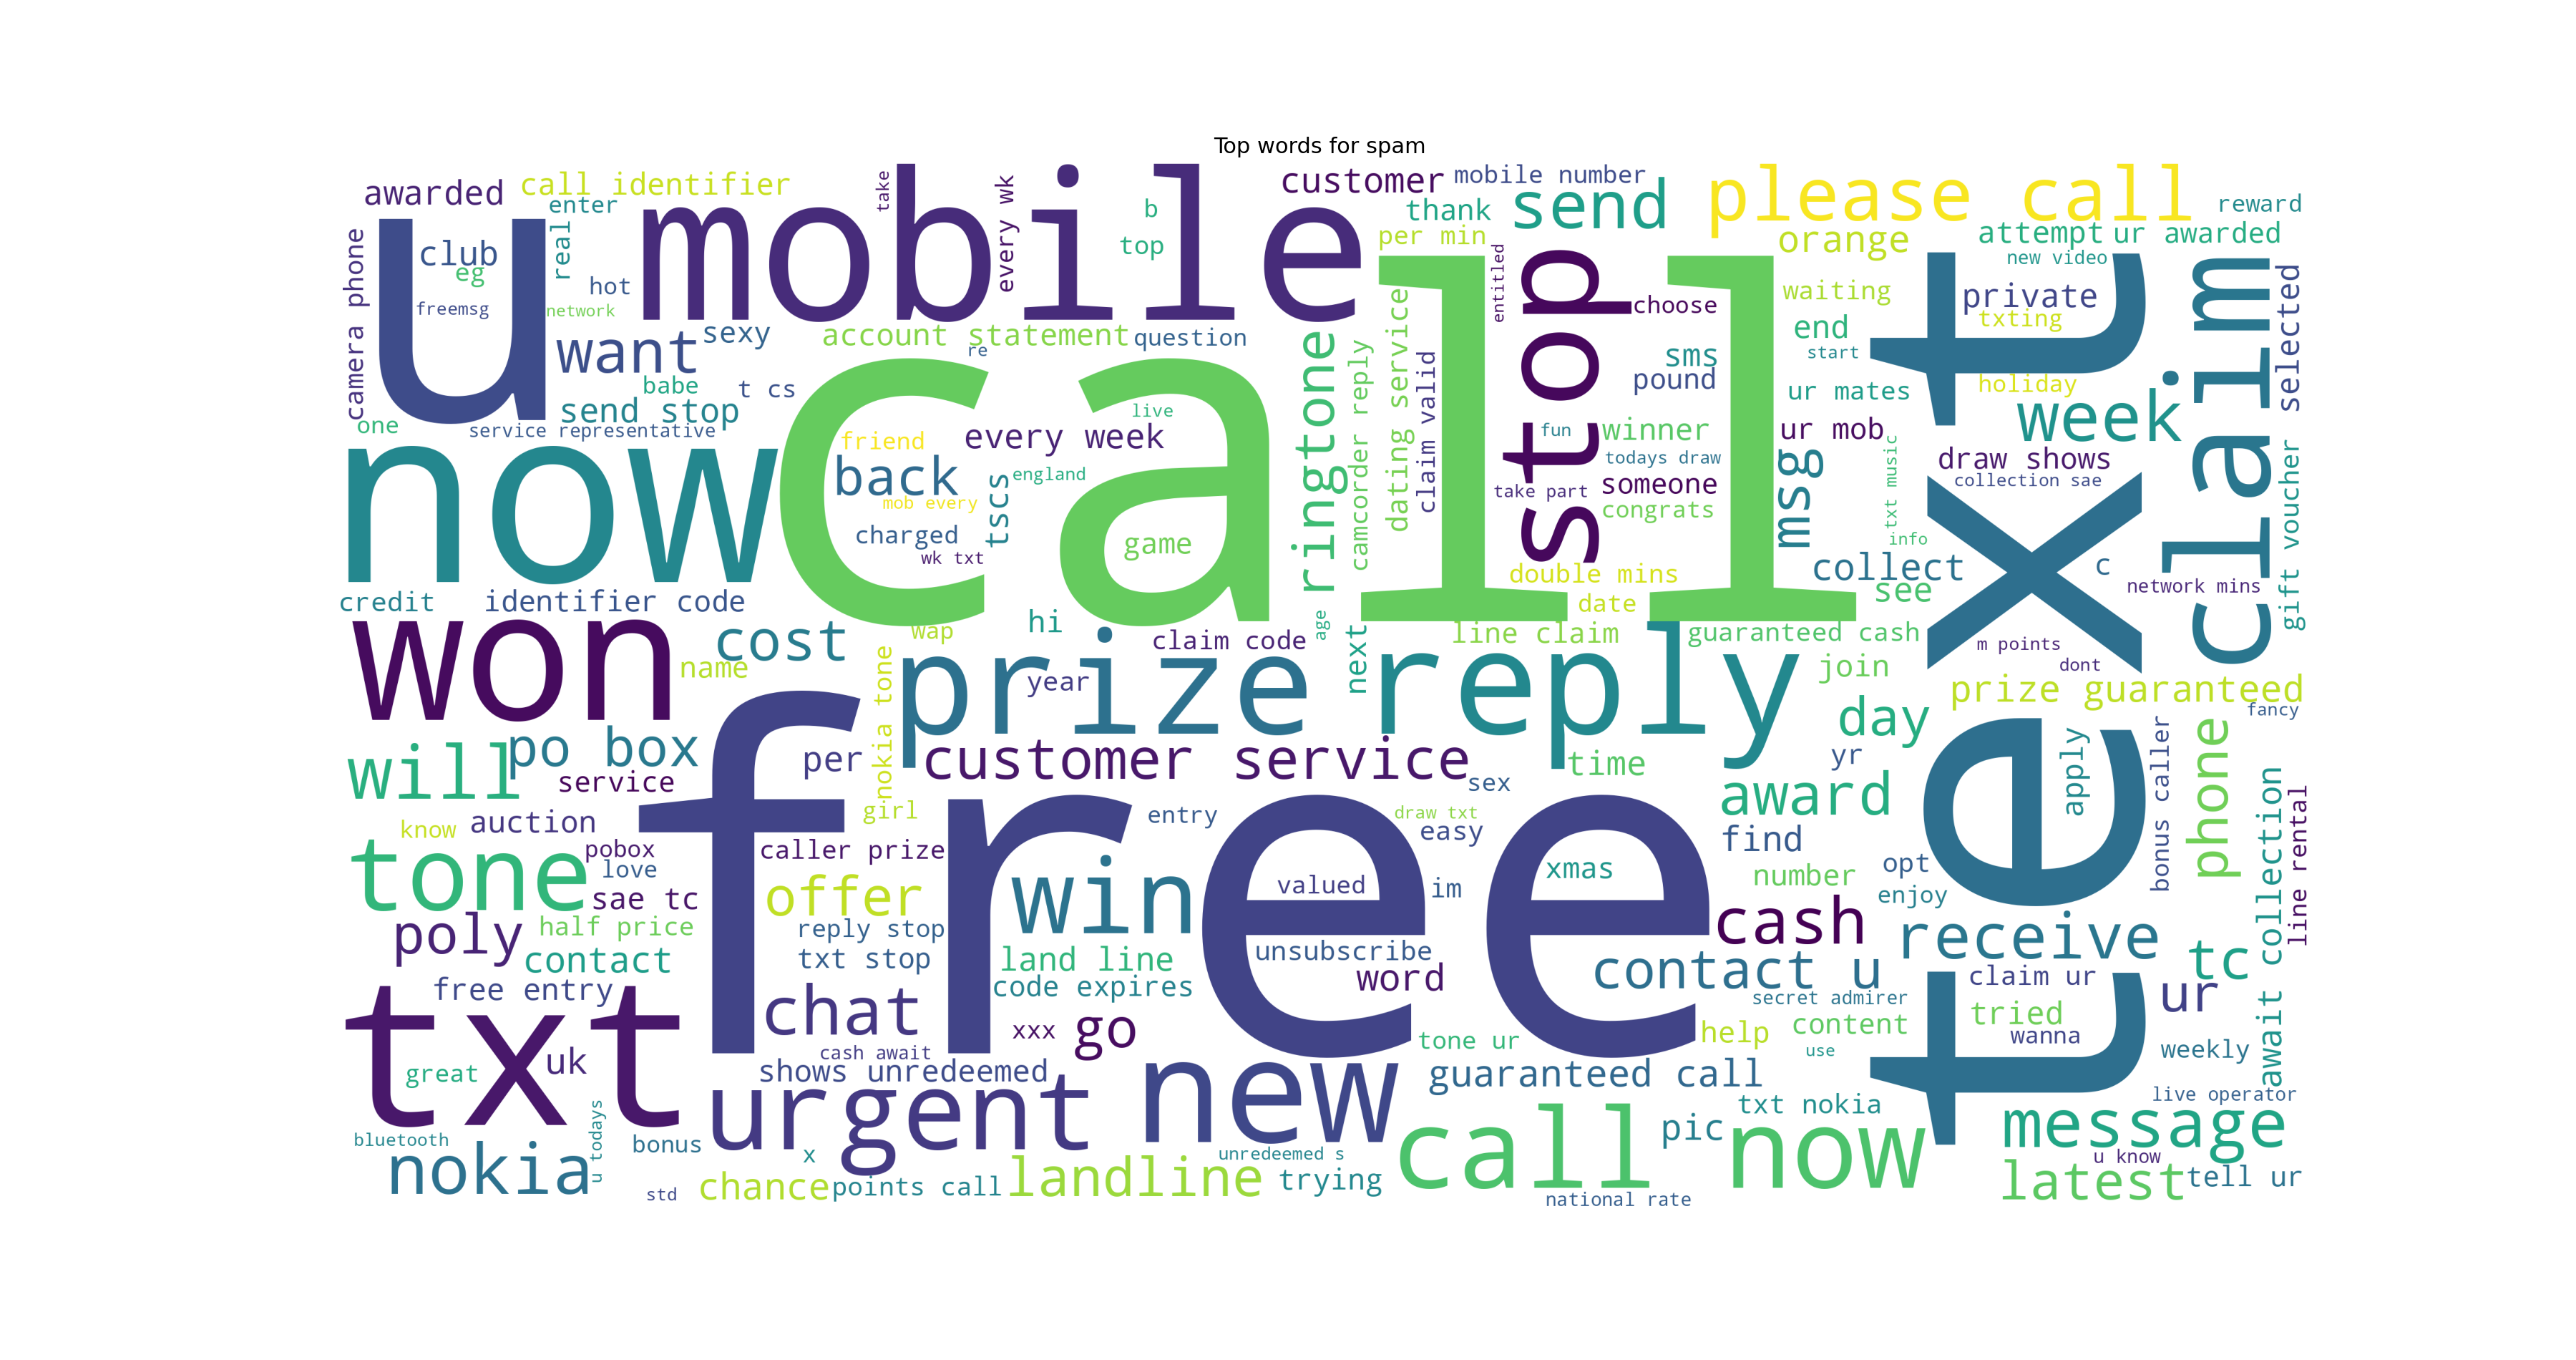 Top words for spam
awarded
call identifier
enter
take
every wk
b
top
customer
mobile number
thank
send
please call
reward
per min
orange
attempt
ur awarded
new video
camera phone
u
club
eg
real
hot
freemsg
network
mobile
entitled
stop
choose
waiting
private
txting
text
claim
selected
want
sexy
account statement
question
re
call
end
start
sms
pound
ur mates
holiday
week
babe
t cs
send stop
one
service representative
now
friend
live
every week
back
england
mob every
tscs
charged
wk txt
game
ringtone
camcorder reply
dating service
claim valid
fun
winner
todays draw
take part
someone
congrats
ur mob
msg
txt music
info
draw shows
collection sae
gift voucher
double mins
collect
c
network mins
credit
identifier code
date
see
won
cost
wap
hi
age
claim code
line claim
guaranteed cash
m points
dont
name
nokia tone
year
next
prize
reply
join
prize guaranteed
fancy
will
po box
per
customer service
time
day
yr
apply
bonus caller
phone
service
sex
award
free
girl
entry
draw txt
easy
know
auction
find
await collection
line rental
tone
pobox
love
caller prize
sae tc
offer
win
valued
im
xmas
number
opt
enjoy
poly
half price
reply stop
cash
receive
contact
txt stop
land line
unsubscribe
word
contact u
tc
free entry
code expires
claim ur
ur
txt
chat
xxx
go
secret admirer
tried
uk
cash await
tone ur
help
content
wanna
use
weekly
great
shows unredeemed
guaranteed call
live operator
urgent
new
u todays
txt nokia
message
bluetooth
bonus
x
unredeemed s
call now
pic
u know
nokia
std
chance
points call
landline
trying
national rate
latest
tell ur